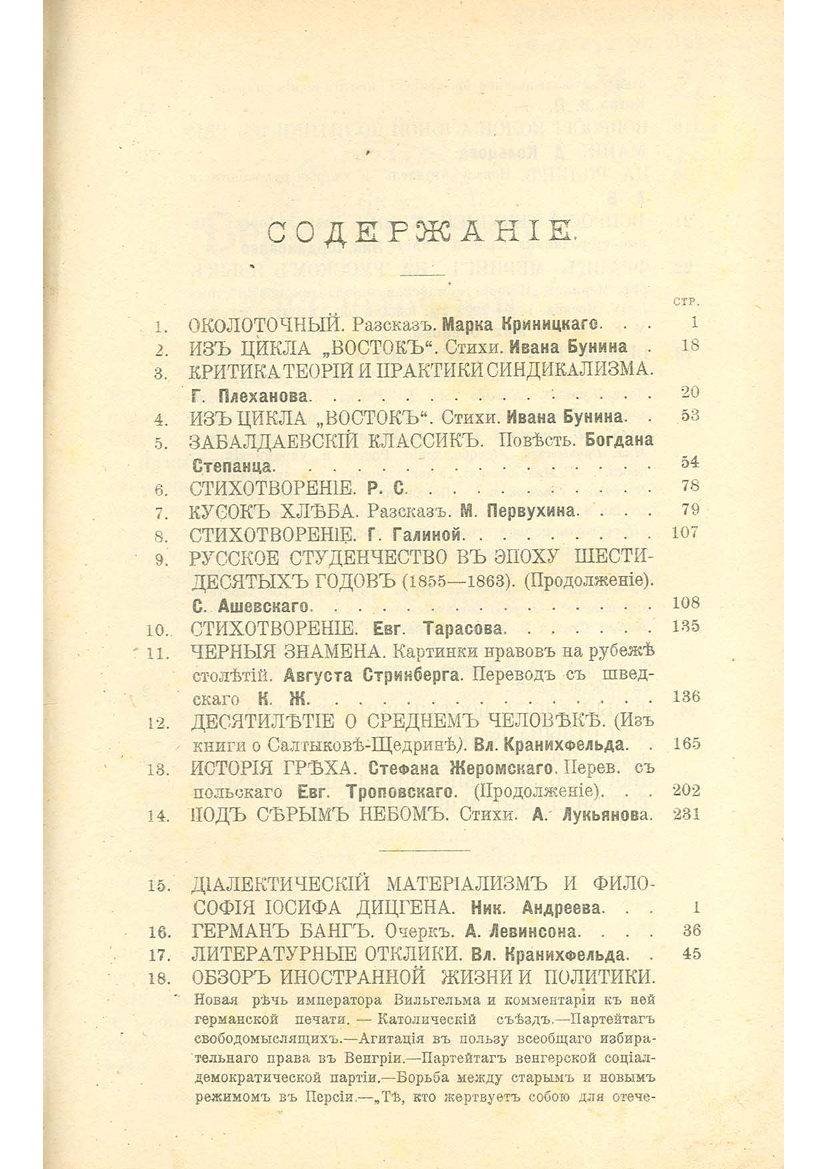 СОДЕРЖАНІЕ.
СТР.
1. ОКОЛОТОЧНЫЙ. Разсказъ. Марка Криницкаго. . . 1
2. ИЗЪ ЦИКЛА „ВОСТОКЪ“. Стихи. Ивана Бунина . 18
3. КРИТИКА ТЕОРІЙ И ПРАКТИКИ СИНДИКАЛИЗМА.
Г. Плеханова. . . . . . . . . . . . . . . 20
4. ИЗЪ ЦИКЛА „ВОСТОКЪ“. Стихи. Ивана Бунина. . 53
5. ЗАБАЛДАЕВСКІЙ КЛАССИКЪ. Повѣсть. Богдана
Степанца. . . . . . . . . . . . . . . . . 54
6. СТИХОТВОРЕНІЕ. Р. С. . . . . . . . . . . 78
7. КУСОКЪ ХЛѢБА. Разсказъ. М. Первухина. . . . 79
8. СТИХОТВОРЕНІЕ. Г. Галиной. . . . . . . . 107
9. РУССКОЕ СТУДЕНЧЕСТВО ВЪ ЭПОХУ ШЕСТИ-
ДЕСЯТЫХЪ ГОДОВЪ (1855—1863). (Продолженіе).
С. Ашевскаго. . . . . . . . . . . . . . . 108
10. СТИХОТВОРЕНІЕ. Евг. Тарасова. . . . . . . 135
11. ЧЕРНЫЯ ЗНАМЕНА. Картинки нравовъ на рубежѣ
столѣтій. Августа Стринберга. Переводъ съ швед-
скаго К. Ж. . . . . . . . . . . . . . . . 136
12. ДЕСЯТИЛѢТІЕ О СРЕДНЕМЪ ЧЕЛОВѢКѢ. (Изъ
книги о Салтыковѣ-Щедринѣ). Вл. Кранихфельда. . 165
13. ИСТОРІЯ ГРѢХА. Стефана Жеромскаго. Перев. съ
польскаго Евг. Троповскаго. (Продолженіе). . . 202
14. ПОДЪ СѢРЫМЪ НЕБОМЪ. Стихи. А. Лукьянова. 231
15. ДІАЛЕКТИЧЕСКІЙ МАТЕРІАЛИЗМЪ И ФИЛО-
СОФІЯ ІОСИФА ДИЦГЕНА. Ник. Андреева. . . 1
16. ГЕРМАНЪ БАНГЪ. Очеркъ. А. Левинсона. . . . 36
17. ЛИТЕРАТУРНЫЕ ОТКЛИКИ. Вл. Кранихфельда. . 45
18. ОБЗОРЪ ИНОСТРАННОЙ ЖИЗНИ И ПОЛИТИКИ.
Новая рѣчь императора Вильгельма и комментаріи къ ней
германской печати. — Католическій съѣздъ.—Партейтагъ
свободомыслящихъ.—Агитація въ пользу всеобщаго избира-
тельнаго права въ Венгріи.—Партейтагъ венгерской соціал-
демократической партіи.—Борьба между старымъ и новымъ
режимомъ въ Персіи.—„Тѣ, кто жертвуетъ собою для отече-